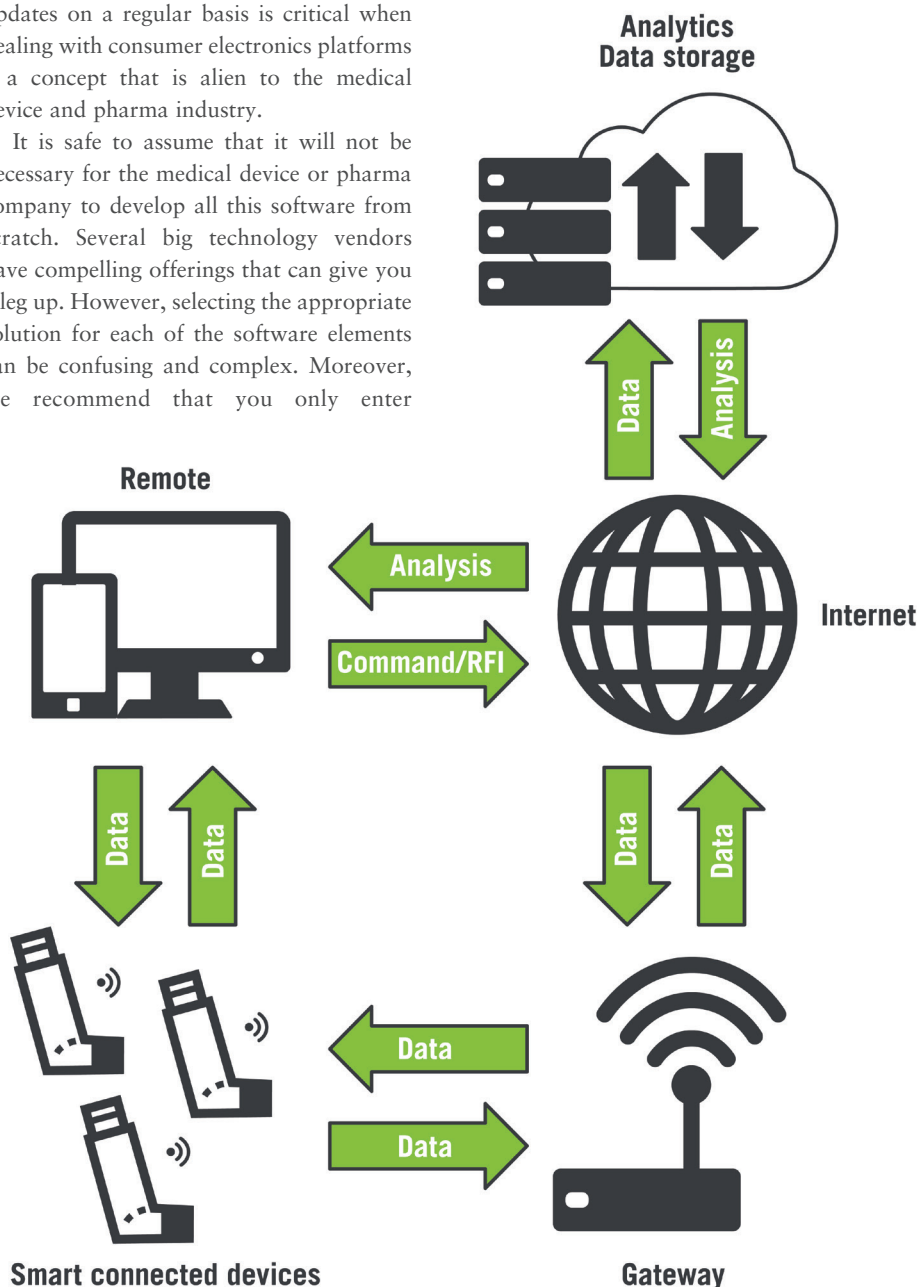 pdates on a regular basis is critical when
ealing with consumer electronics platforms
a concept that is alien to the medical
evice and pharma industry.
It is safe to assume that it will not be
ecessary for the medical device or pharma
ompany to develop all this software from
cratch. Several big technology vendors
ave compelling offerings that can give you
leg up. However, selecting the appropriate
olution for each of the software elements
an be confusing and complex. Moreover,
e recommend that you only enter
Analytics
Data storage
Data
Analysis
Remote
Analysis
Command/RFI
Internet
Data
Data
Data
Data
Data
Data
Smart connected devices
Gateway